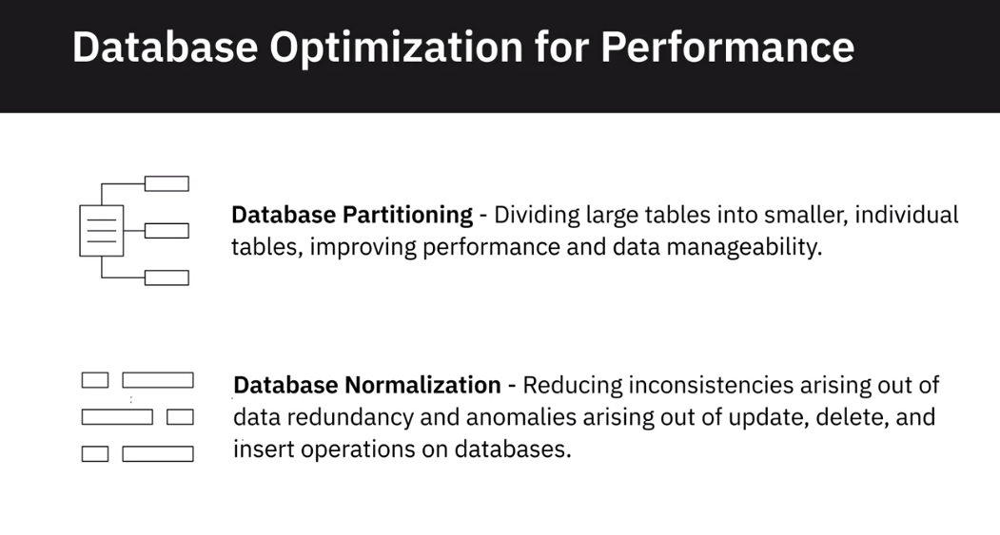 Database Optimization for Performance
Database Partitioning - Dividing large tables into smaller, individual
tables, improving performance and data manageability.
Database Normalization - Reducing inconsistencies arising out of
data redundancy and anomalies arising out of update, delete, and
insert operations on databases.